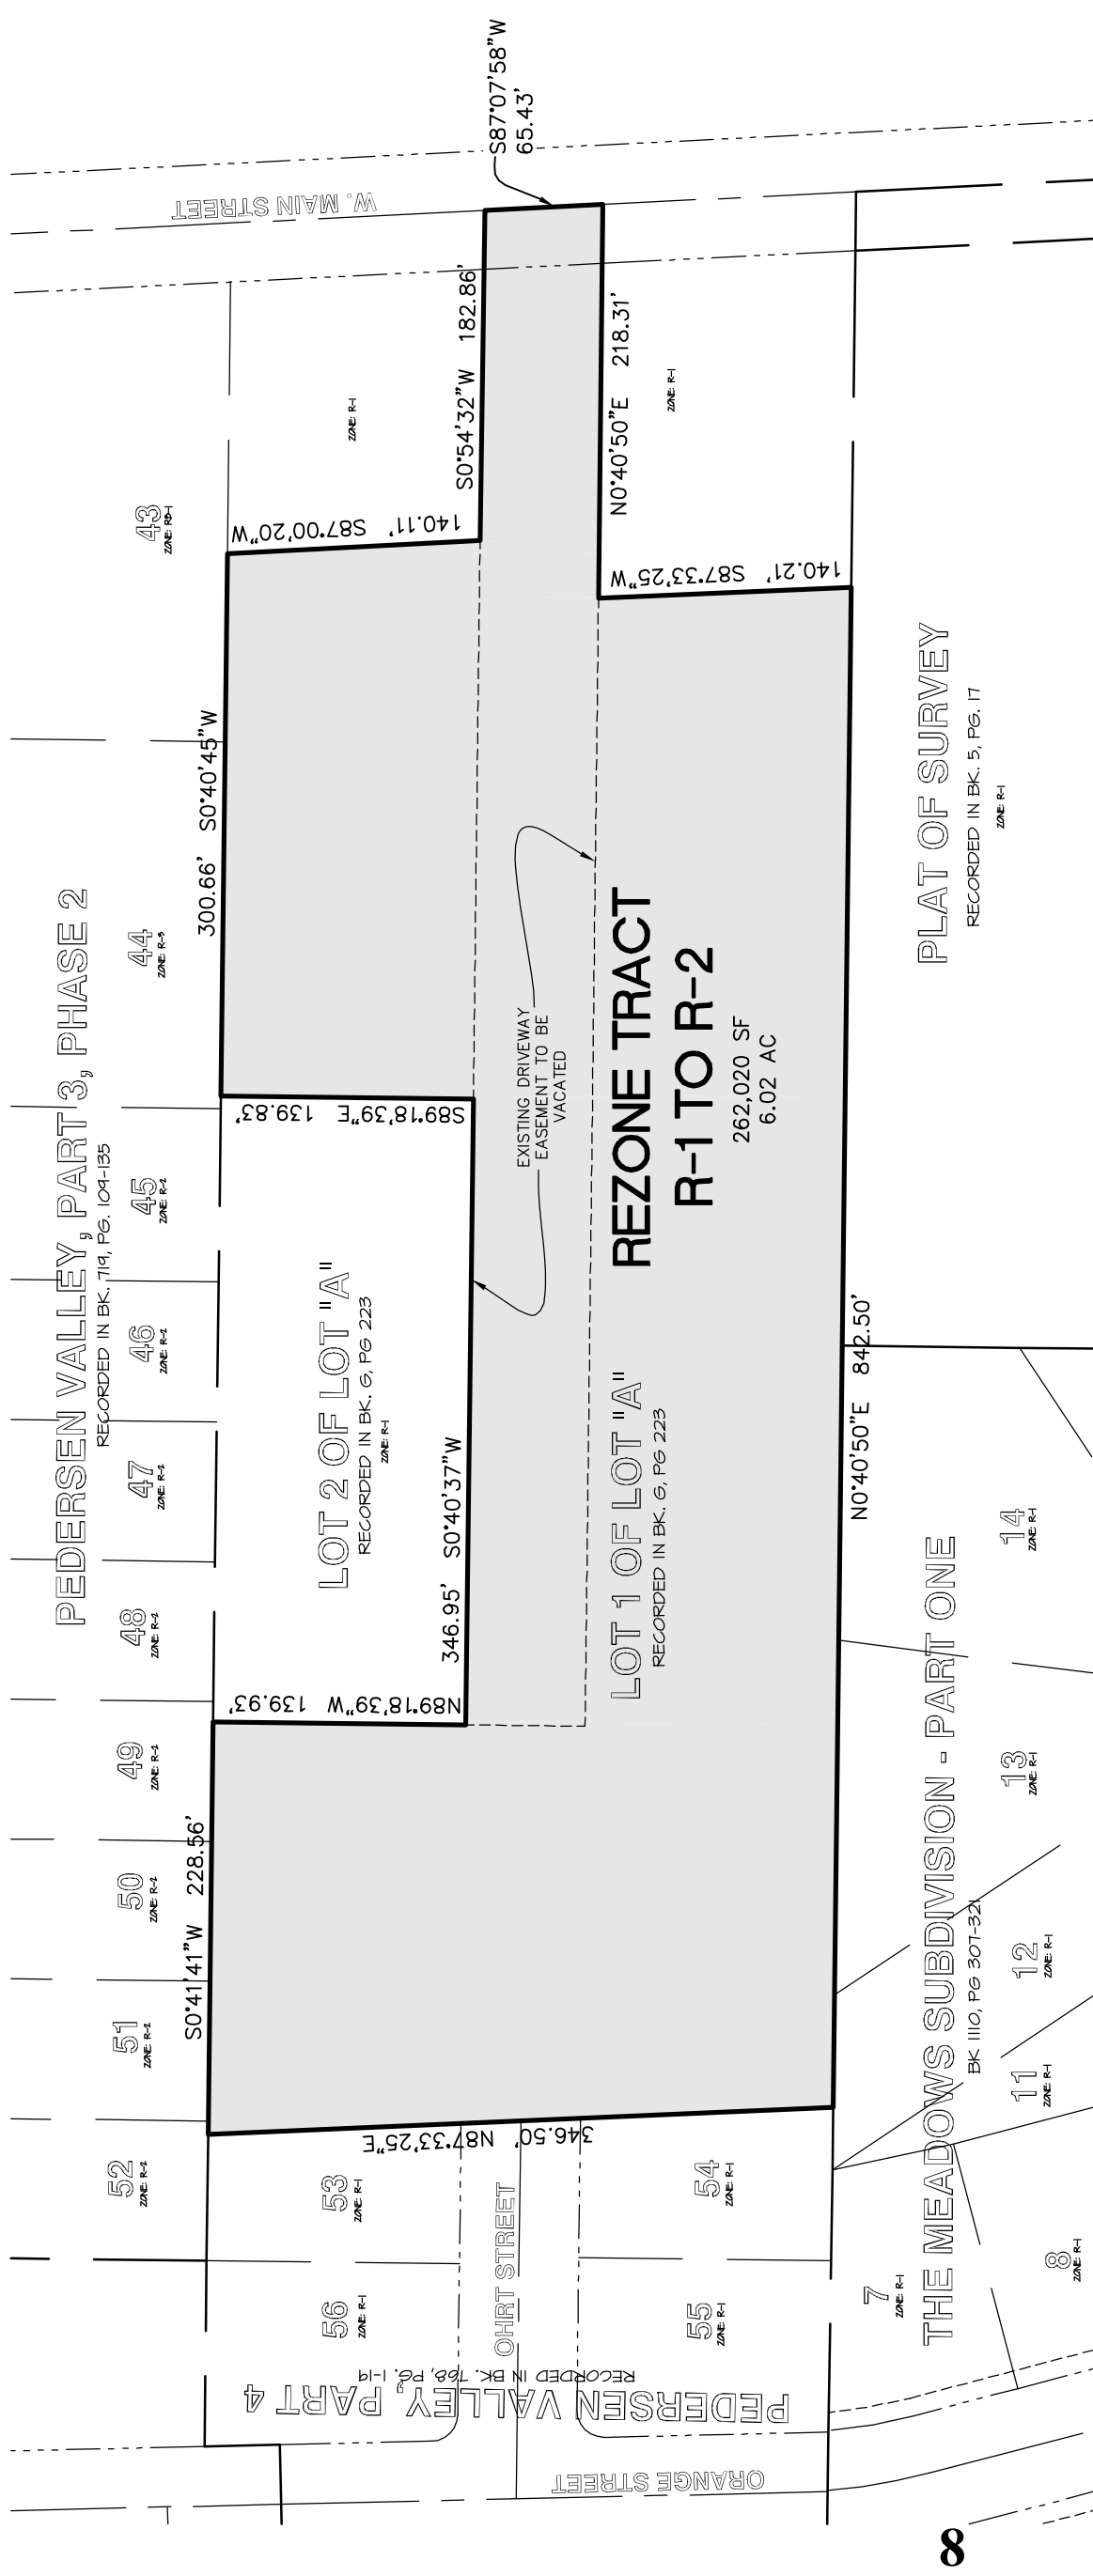 S87°07'58"W
65.43'
W. MAIN STREET
S0°54'32"W 182.86'
N0°40'50"E 218.31'
ZONE: R-1
ZONE: R-1
140.11' S87°00'20"W
140.21' S87°33'25"W
43
300.66' S0°40'45"W
44
PEDERSEN VALLEY, PART 3, PHASE 2
RECORDED IN BK. 719, PG. 109-135
PLAT OF SURVEY
RECORDED IN BK. 5, PG. 17
ZONE: R-1
EXISTING DRIVEWAY
EASEMENT TO BE
VACATED
REZONE TRACT
R-1 TO R-2
262,020 SF
6.02 AC
139.83' S89°18'39"E
45
ZONE: R-2
46
ZONE: R-2
47
ZONE: R-2
48
ZONE: R-2
49
ZONE: R-2
50
ZONE: R-2
51
ZONE: R-2
52
ZONE: R-2
LOT 2 OF LOT "A"
RECORDED IN BK. 6, PG 223
ZONE: R-1
346.95' S0°40'37"W
139.93' N89°18'39"W
LOT 1 OF LOT "A"
RECORDED IN BK. 6, PG 223
N0°40'50"E 842.50'
S0°41'41"W 228.56'
346.50' N87°33'25"E
THE MEADOWS SUBDIVISION - PART ONE
BK 1110, PG 307-321
14
ZONE: R-1
13
ZONE: R-1
12
ZONE: R-1
11
ZONE: R-1
7
ZONE: R-1
8
ZONE: R-1
53
ZONE: R-1
54
ZONE: R-1
56
ZONE: R-1
55
ZONE: R-1
OHRT STREET
RECORDED IN BK. 768, PG. 1-19
PEDERSEN VALLEY, PART 4
ORANGE STREET
8